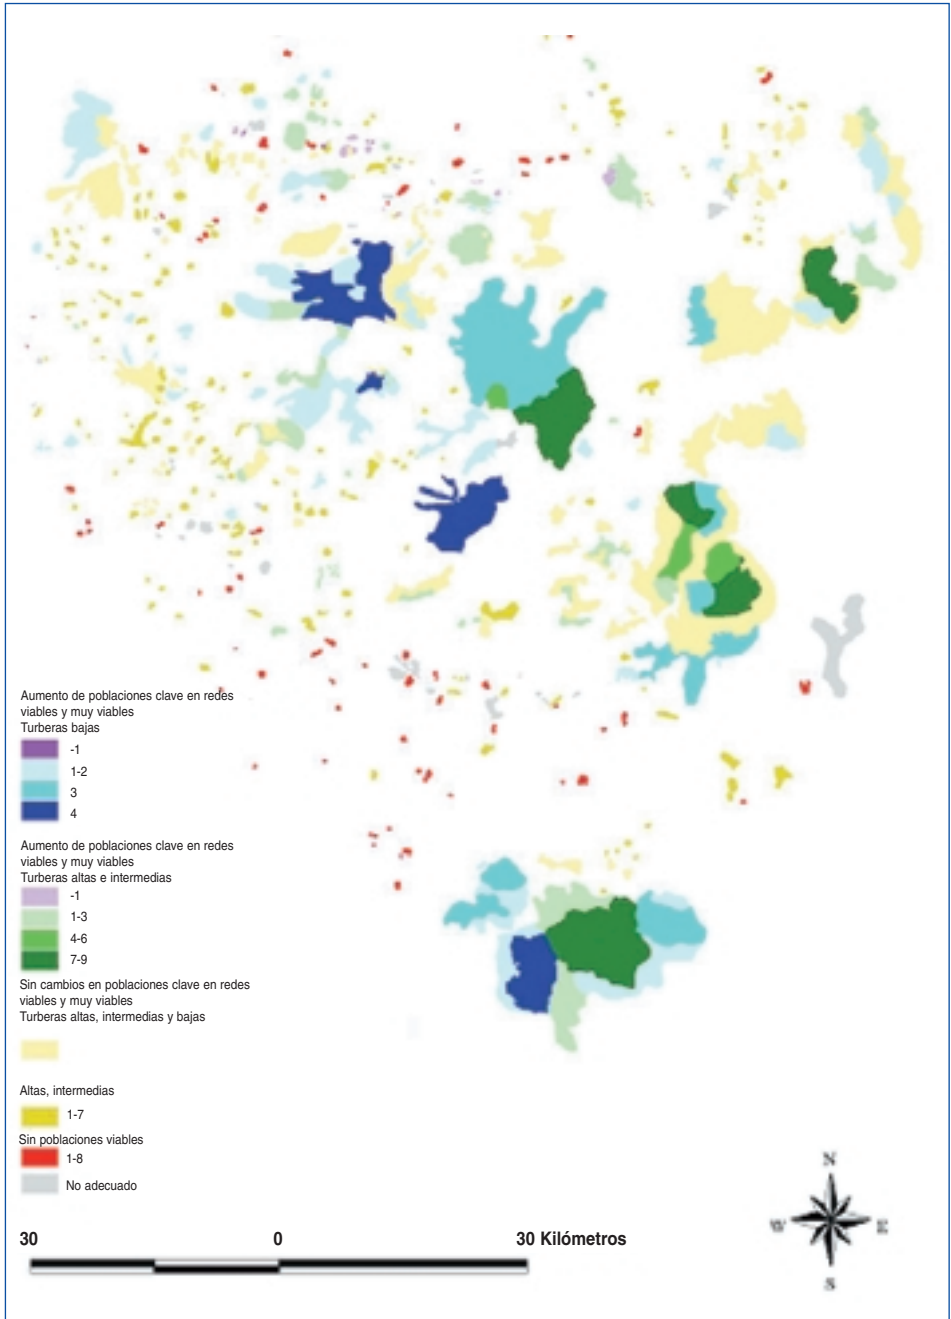 Aumento de poblaciones clave en redes
viables y muy viables
Turberas bajas
-1
1-2
3
4
Aumento de poblaciones clave en redes
viables y muy viables
Turberas altas e intermedias
-1
1-3
4-6
7-9
Sin cambios en poblaciones clave en redes
viables y muy viables
Turberas altas, intermedias y bajas
Altas, intermedias
1-7
Sin poblaciones viables
1-8
No adecuado
N
W E
S
30 0 30 Kilómetros